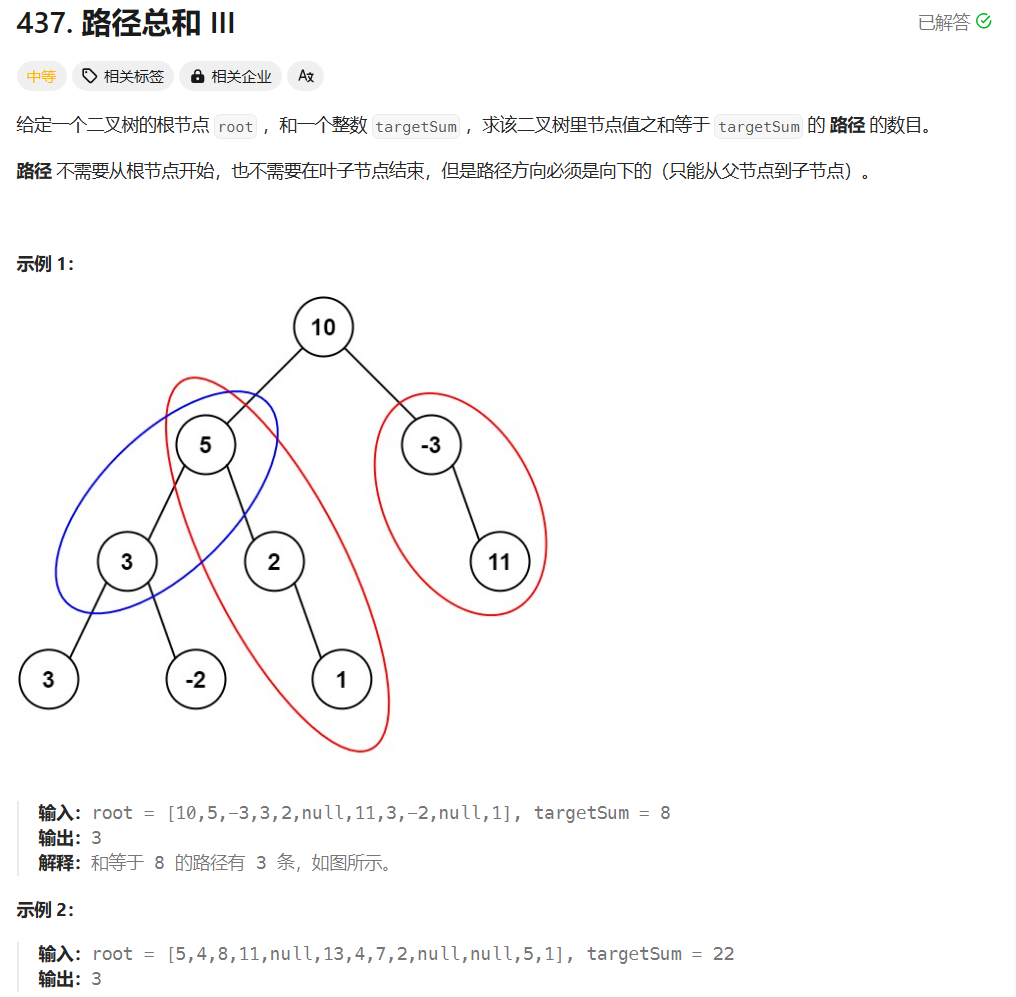 437. 路径总和 III
已解答
中等
相关标签
相关企业
给定一个二叉树的根节点 root ，和一个整数 targetSum ，求该二叉树里节点值之和等于 targetSum 的 路径 的数目。
路径 不需要从根节点开始，也不需要在叶子节点结束，但是路径方向必须是向下的（只能从父节点到子节点）。
示例 1：
10
5
-3
3
2
11
3
-2
1
输入：root = [10,5,-3,3,2,null,11,3,-2,null,1], targetSum = 8
输出：3
解释：和等于 8 的路径有 3 条，如图所示。
示例 2：
输入：root = [5,4,8,11,null,13,4,7,2,null,null,5,1], targetSum = 22
输出：3